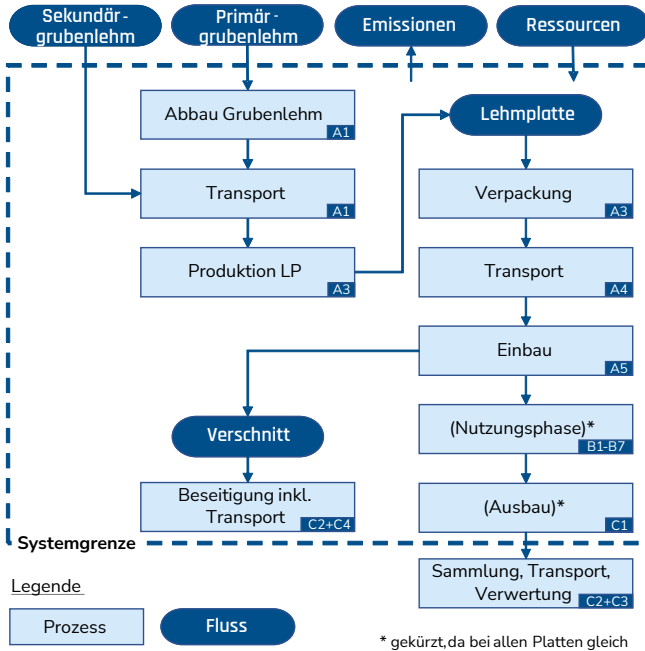 Sekundär-
grubenlehm
Primär-
grubenlehm
Emissionen
Ressourcen
Abbau Grubenlehm
A1
Lehmplatte
Transport
A1
Verpackung
A3
Produktion LP
A3
Transport
A4
Einbau
A5
Verschnitt
(Nutzungsphase)*
B1-B7
Beseitigung inkl.
Transport
C2+C4
(Ausbau)*
C1
Systemgrenze
Sammlung, Transport,
Verwertung
C2+C3
Legende
Prozess
Fluss
* gekürzt,da bei allen Platten gleich